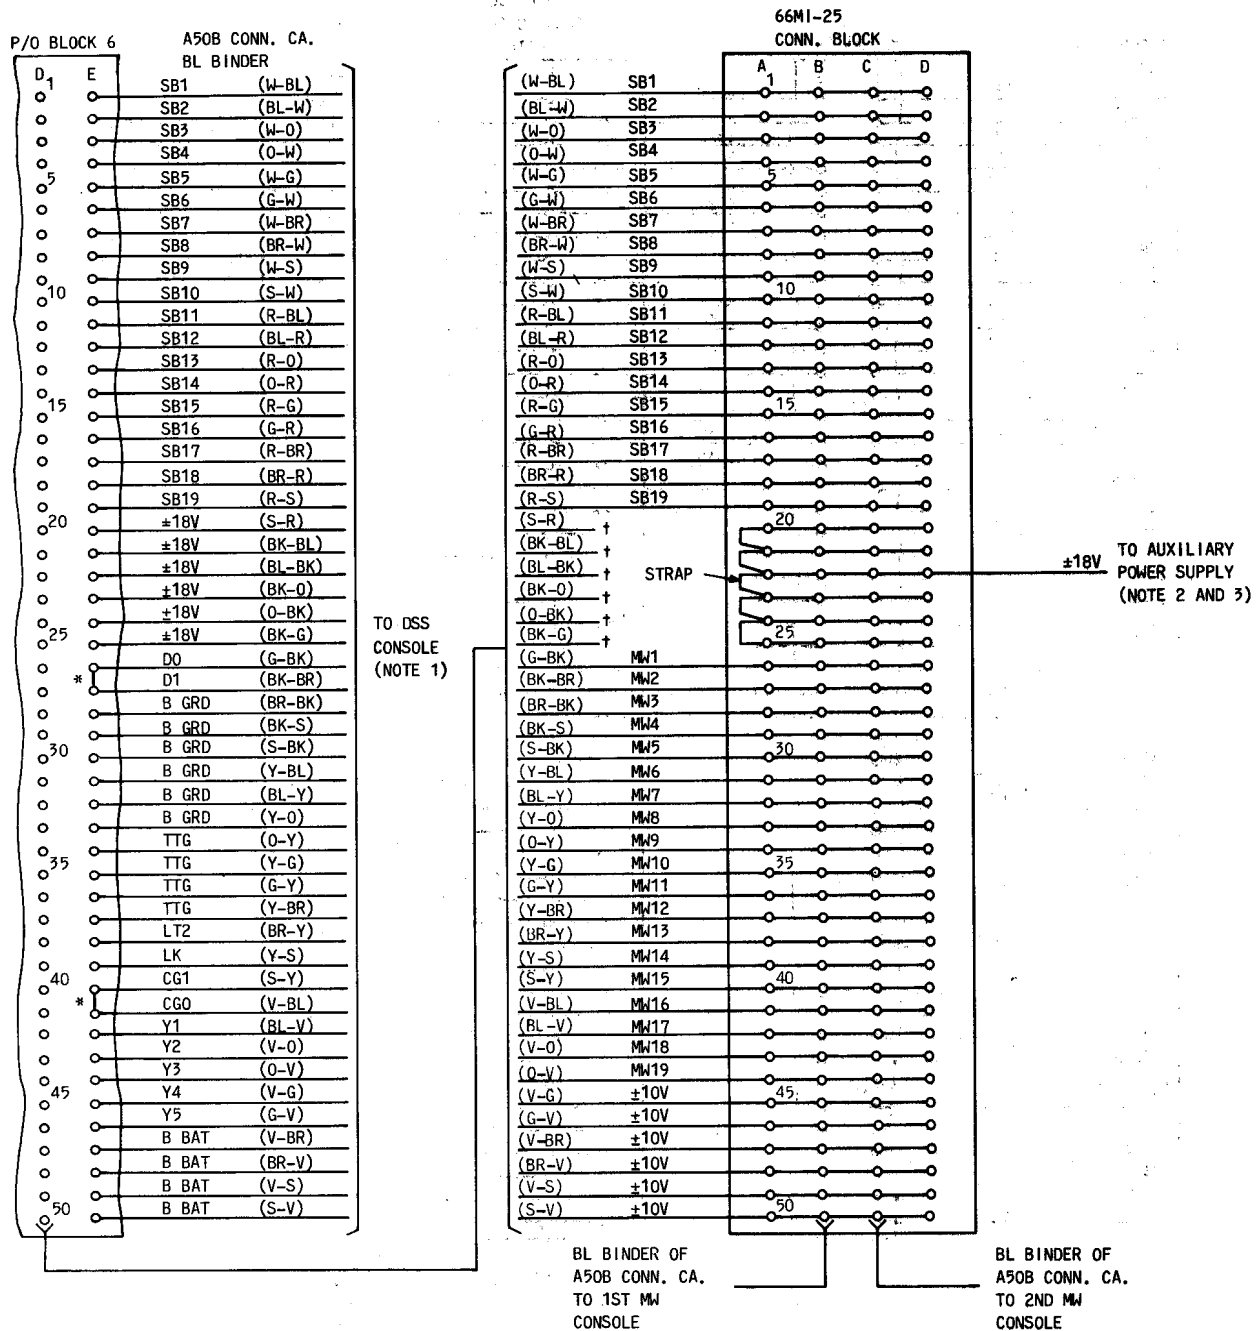 66MI-25
CONN. BLOCK
P/O BLOCK 6
A50B CONN. CA.
BL BINDER
D E
1
SB1 (W-BL)
SB2 (BL-W)
SB3 (W-O)
SB4 (O-W)
5
SB5 (W-G)
SB6 (G-W)
SB7 (W-BR)
SB8 (BR-W)
SB9 (W-S)
10
SB10 (S-W)
SB11 (R-BL)
SB12 (BL-R)
SB13 (R-O)
SB14 (O-R)
15
SB15 (R-G)
SB16 (G-R)
SB17 (R-BR)
SB18 (BR-R)
SB19 (R-S)
20
±18V (S-R)
±18V (BK-BL)
±18V (BL-BK)
±18V (BK-O)
±18V (O-BK)
25
±18V (BK-G)
D0 (G-BK)
* D1 (BK-BR)
B GRD (BR-BK)
B GRD (BK-S)
30
B GRD (S-BK)
B GRD (Y-BL)
B GRD (BL-Y)
B GRD (Y-O)
TTG (O-Y)
35
TTG (Y-G)
TTG (G-Y)
TTG (Y-BR)
LT2 (BR-Y)
LK (Y-S)
40
CG1 (S-Y)
* CG0 (V-BL)
Y1 (BL-V)
Y2 (V-O)
Y3 (O-V)
45
Y4 (V-G)
Y5 (G-V)
B BAT (V-BR)
B BAT (BR-V)
B BAT (V-S)
50
B BAT (S-V)
TO DSS
CONSOLE
(NOTE 1)
A B C D
(W-BL) SB1 1
(BL-W) SB2
(W-O) SB3
(O-W) SB4
(W-G) SB5 5
(G-W) SB6
(W-BR) SB7
(BR-W) SB8
(W-S) SB9
(S-W) SB10 10
(R-BL) SB11
(BL-R) SB12
(R-O) SB13
(O-R) SB14
(R-G) SB15 15
(G-R) SB16
(R-BR) SB17
(BR-R) SB18
(R-S) SB19
(S-R) † 20
(BK-BL) †
(BL-BK) †
STRAP
(BK-O) †
(O-BK) †
(BK-G) † 25
(G-BK) MW1
(BK-BR) MW2
(BR-BK) MW3
(BK-S) MW4
(S-BK) MW5 30
(Y-BL) MW6
(BL-Y) MW7
(Y-O) MW8
(O-Y) MW9
(Y-G) MW10 35
(G-Y) MW11
(Y-BR) MW12
(BR-Y) MW13
(Y-S) MW14
(S-Y) MW15 40
(V-BL) MW16
(BL-V) MW17
(V-O) MW18
(O-V) MW19
(V-G) ±10V 45
(G-V) ±10V
(V-BR) ±10V
(BR-V) ±10V
(V-S) ±10V
(S-V) ±10V 50
±18V
TO AUXILIARY
POWER SUPPLY
(NOTE 2 AND 3)
BL BINDER OF
A50B CONN. CA.
TO 1ST MW
CONSOLE
BL BINDER OF
A50B CONN. CA.
TO 2ND MW
CONSOLE